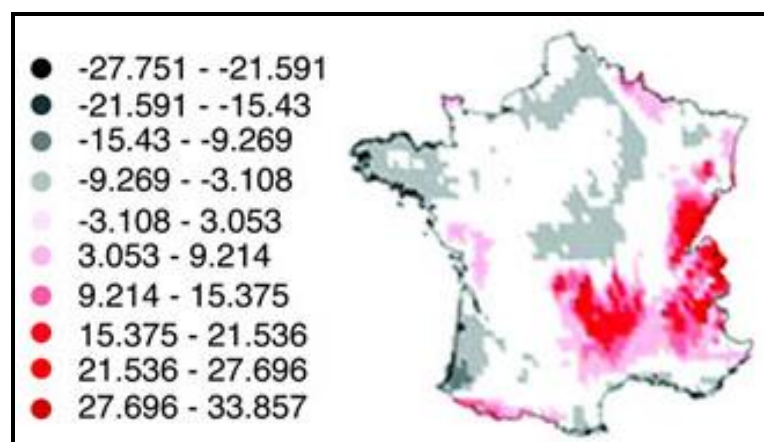 -27.751 - -21.591
-21.591 - -15.43
-15.43 - -9.269
-9.269 - -3.108
-3.108 - 3.053
3.053 - 9.214
9.214 - 15.375
15.375 - 21.536
21.536 - 27.696
27.696 - 33.857